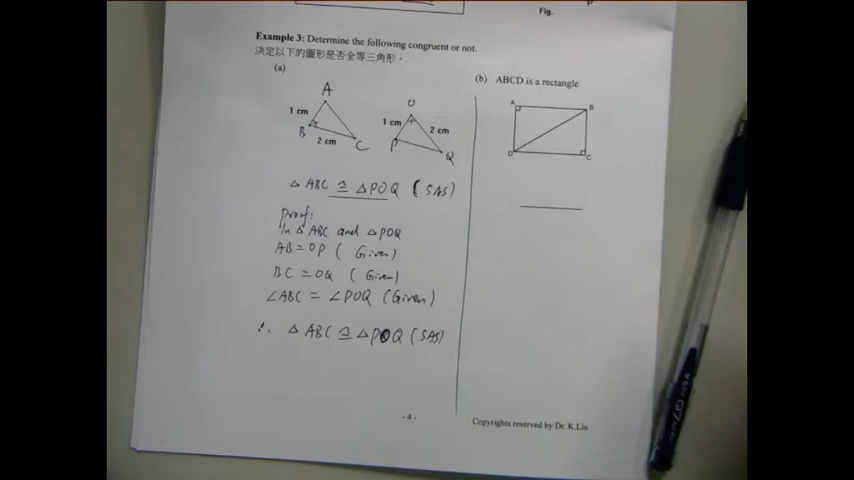 Fig.
Example 3: Determine the following congruent or not.
決定以下的圖形是否全等三角形。
(a)
A
1 cm
B
2 cm
C
O
1 cm
2 cm
P
Q
△ABC ≅ △POQ (SAS)
proof:
In △ABC and △POQ
AB = OP (Given)
BC = OQ (Given)
∠ABC = ∠POQ (Given)
∴ △ABC ≅ △POQ (SAS)
(b) ABCD is a rectangle
A
B
D
C
- 4 -
Copyrights reserved by Dr. K.Liu